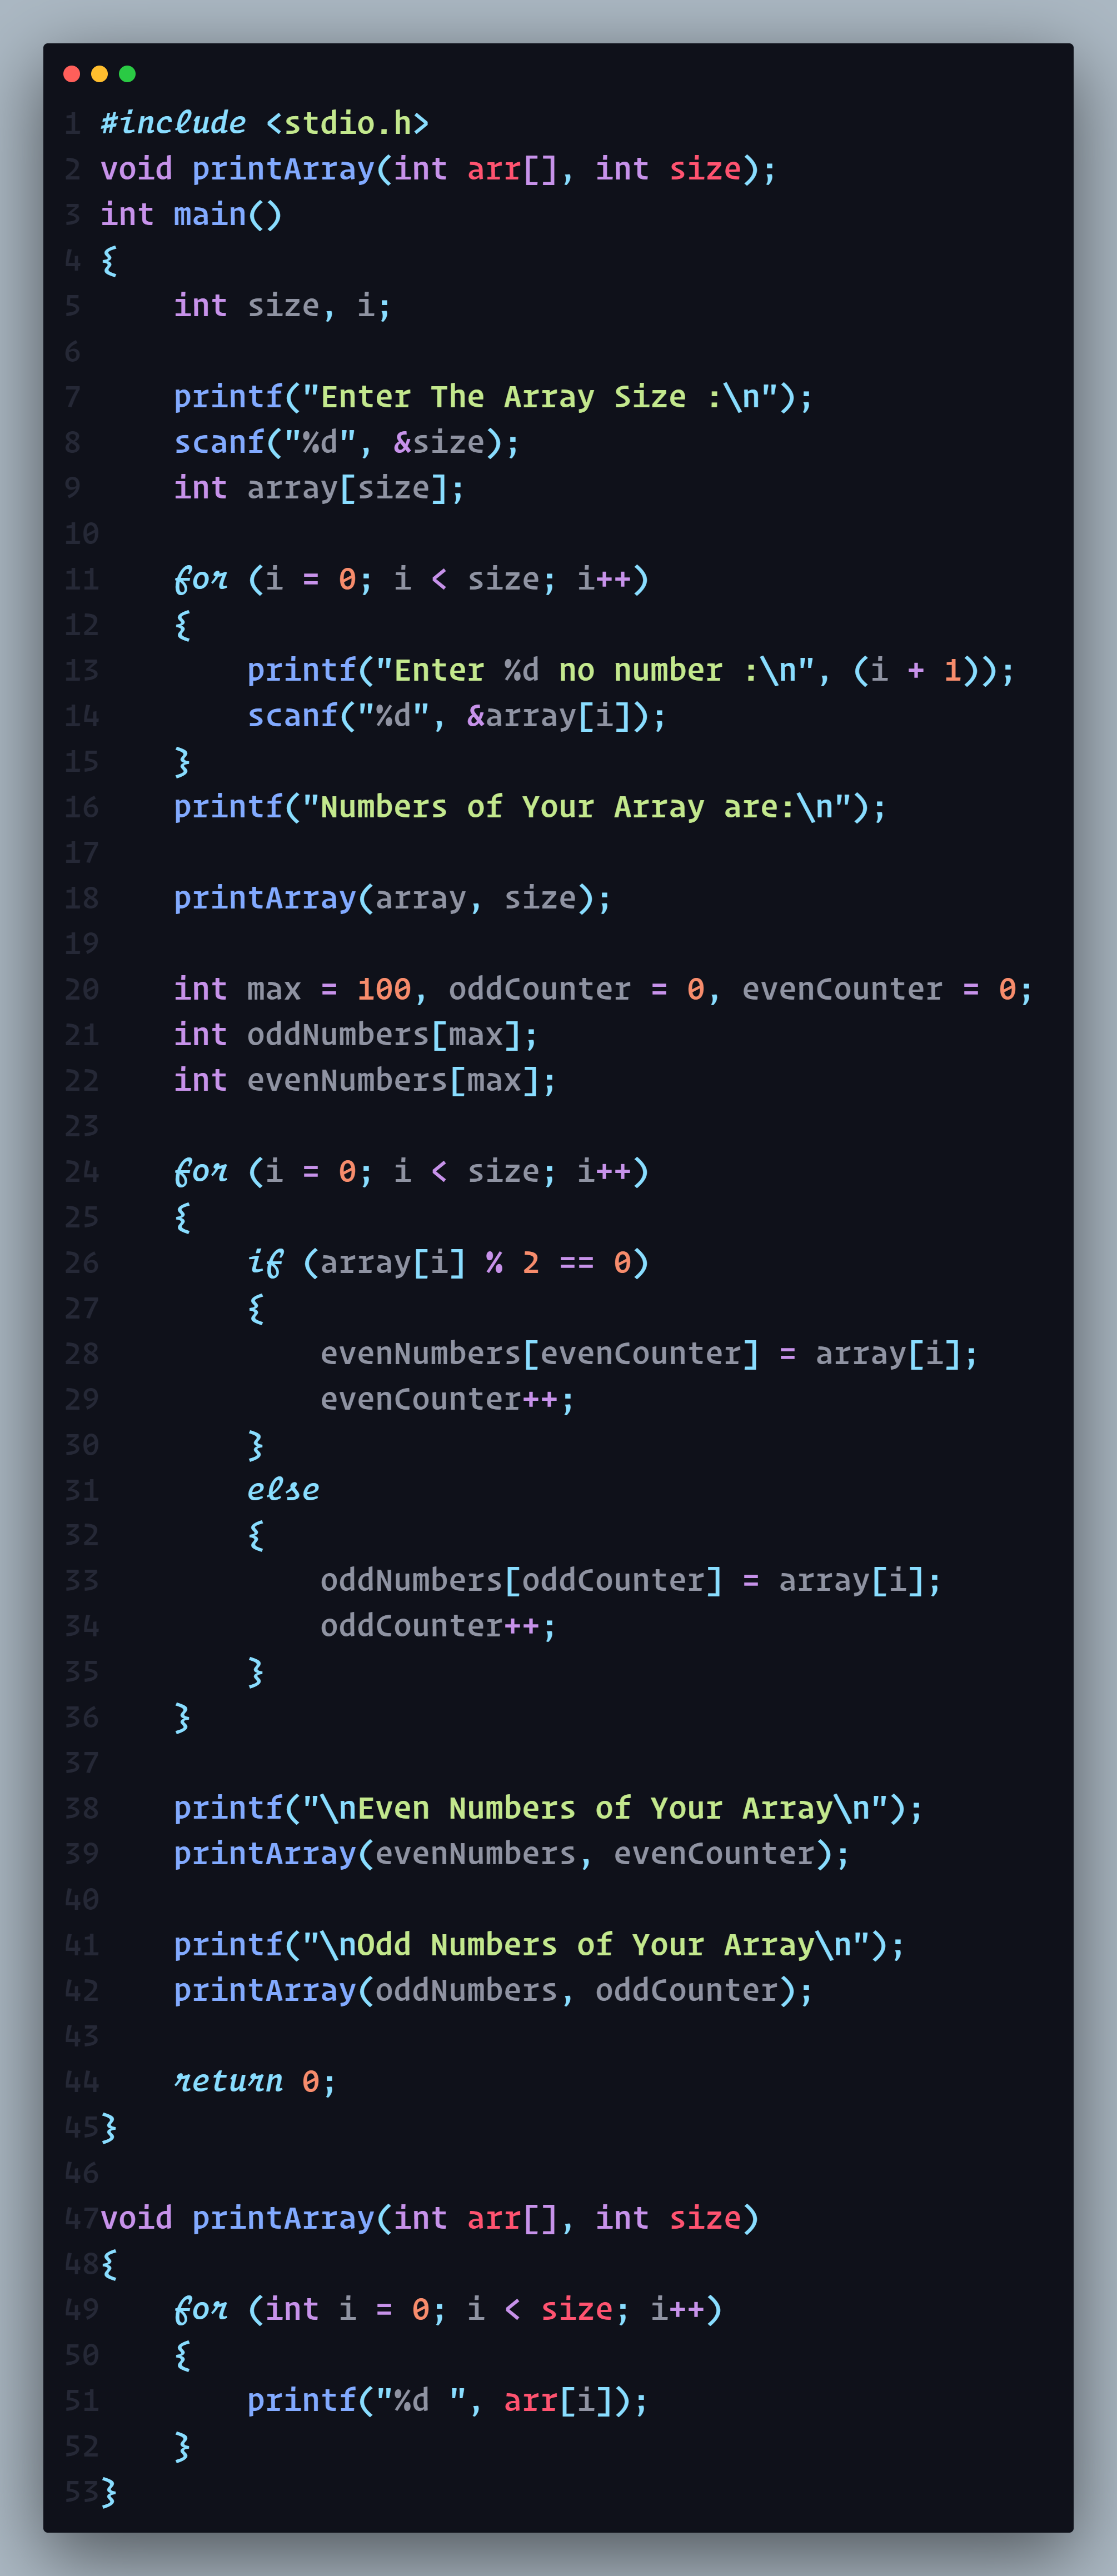 1 #include <stdio.h>
2 void printArray(int arr[], int size);
3 int main()
4 {
5     int size, i;
6
7     printf("Enter The Array Size :\n");
8     scanf("%d", &size);
9     int array[size];
10
11     for (i = 0; i < size; i++)
12     {
13         printf("Enter %d no number :\n", (i + 1));
14         scanf("%d", &array[i]);
15     }
16     printf("Numbers of Your Array are:\n");
17
18     printArray(array, size);
19
20     int max = 100, oddCounter = 0, evenCounter = 0;
21     int oddNumbers[max];
22     int evenNumbers[max];
23
24     for (i = 0; i < size; i++)
25     {
26         if (array[i] % 2 == 0)
27         {
28             evenNumbers[evenCounter] = array[i];
29             evenCounter++;
30         }
31         else
32         {
33             oddNumbers[oddCounter] = array[i];
34             oddCounter++;
35         }
36     }
37
38     printf("\nEven Numbers of Your Array\n");
39     printArray(evenNumbers, evenCounter);
40
41     printf("\nOdd Numbers of Your Array\n");
42     printArray(oddNumbers, oddCounter);
43
44     return 0;
45 }
46
47 void printArray(int arr[], int size)
48 {
49     for (int i = 0; i < size; i++)
50     {
51         printf("%d ", arr[i]);
52     }
53 }